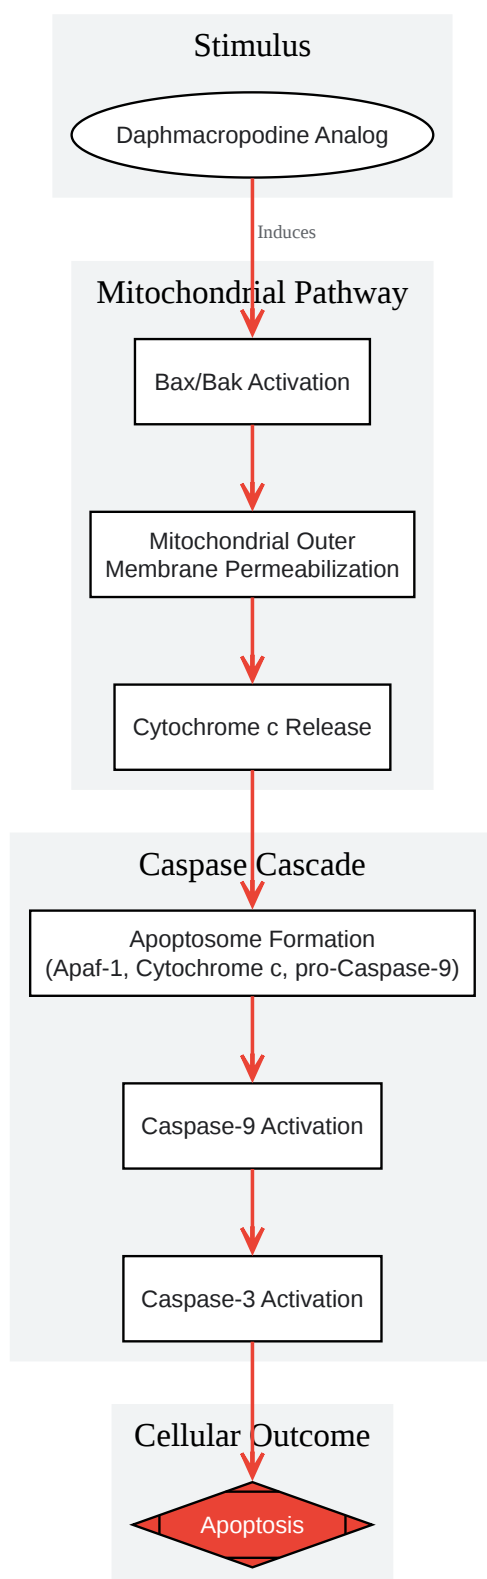 Stimulus
Daphmacropodine Analog
Induces
Mitochondrial Pathway
Bax/Bak Activation
Mitochondrial Outer
Membrane Permeabilization
Cytochrome c Release
Caspase Cascade
Apoptosome Formation
(Apaf-1, Cytochrome c, pro-Caspase-9)
Caspase-9 Activation
Caspase-3 Activation
Cellular Outcome
Apoptosis